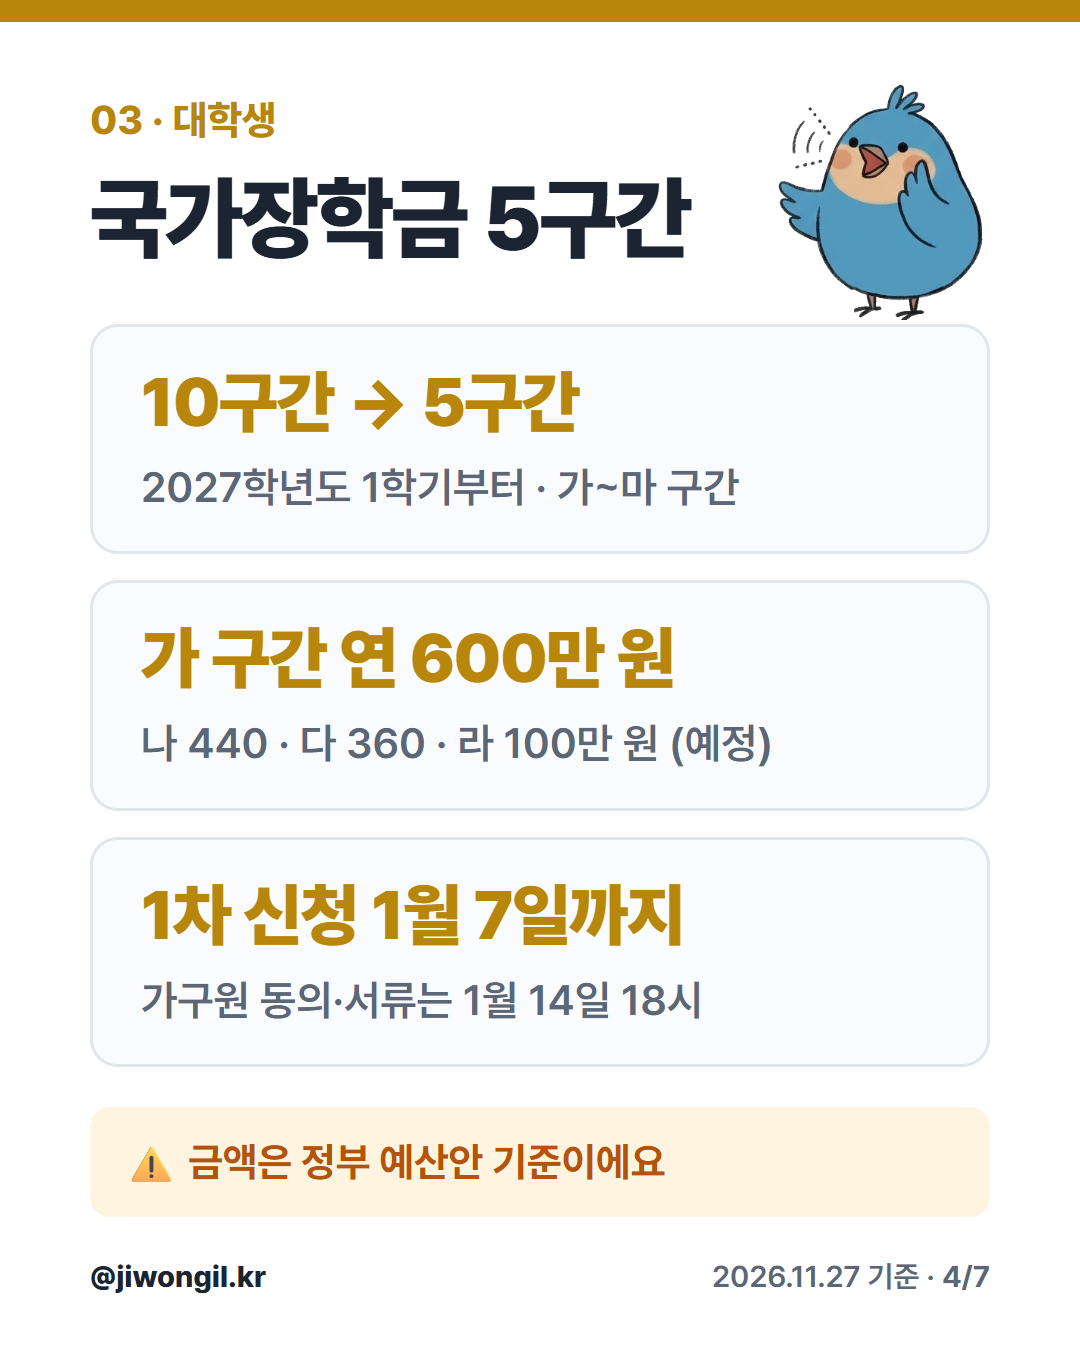 03 · 대학생
국가장학금 5구간
10구간 → 5구간
2027학년도 1학기부터 · 가~마 구간
가 구간 연 600만 원
나 440 · 다 360 · 라 100만 원 (예정)
1차 신청 1월 7일까지
가구원 동의·서류는 1월 14일 18시
⚠️ 금액은 정부 예산안 기준이에요
@jiwongil.kr
2026.11.27 기준 · 4/7